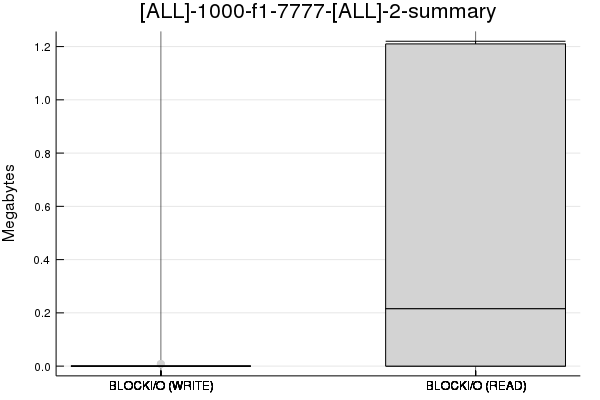 [ALL]-1000-f1-7777-[ALL]-2-summary
Megabytes
1.2
1.0
0.8
0.6
0.4
0.2
0.0
BLOCKI/O (WRITE)
BLOCKI/O (READ)